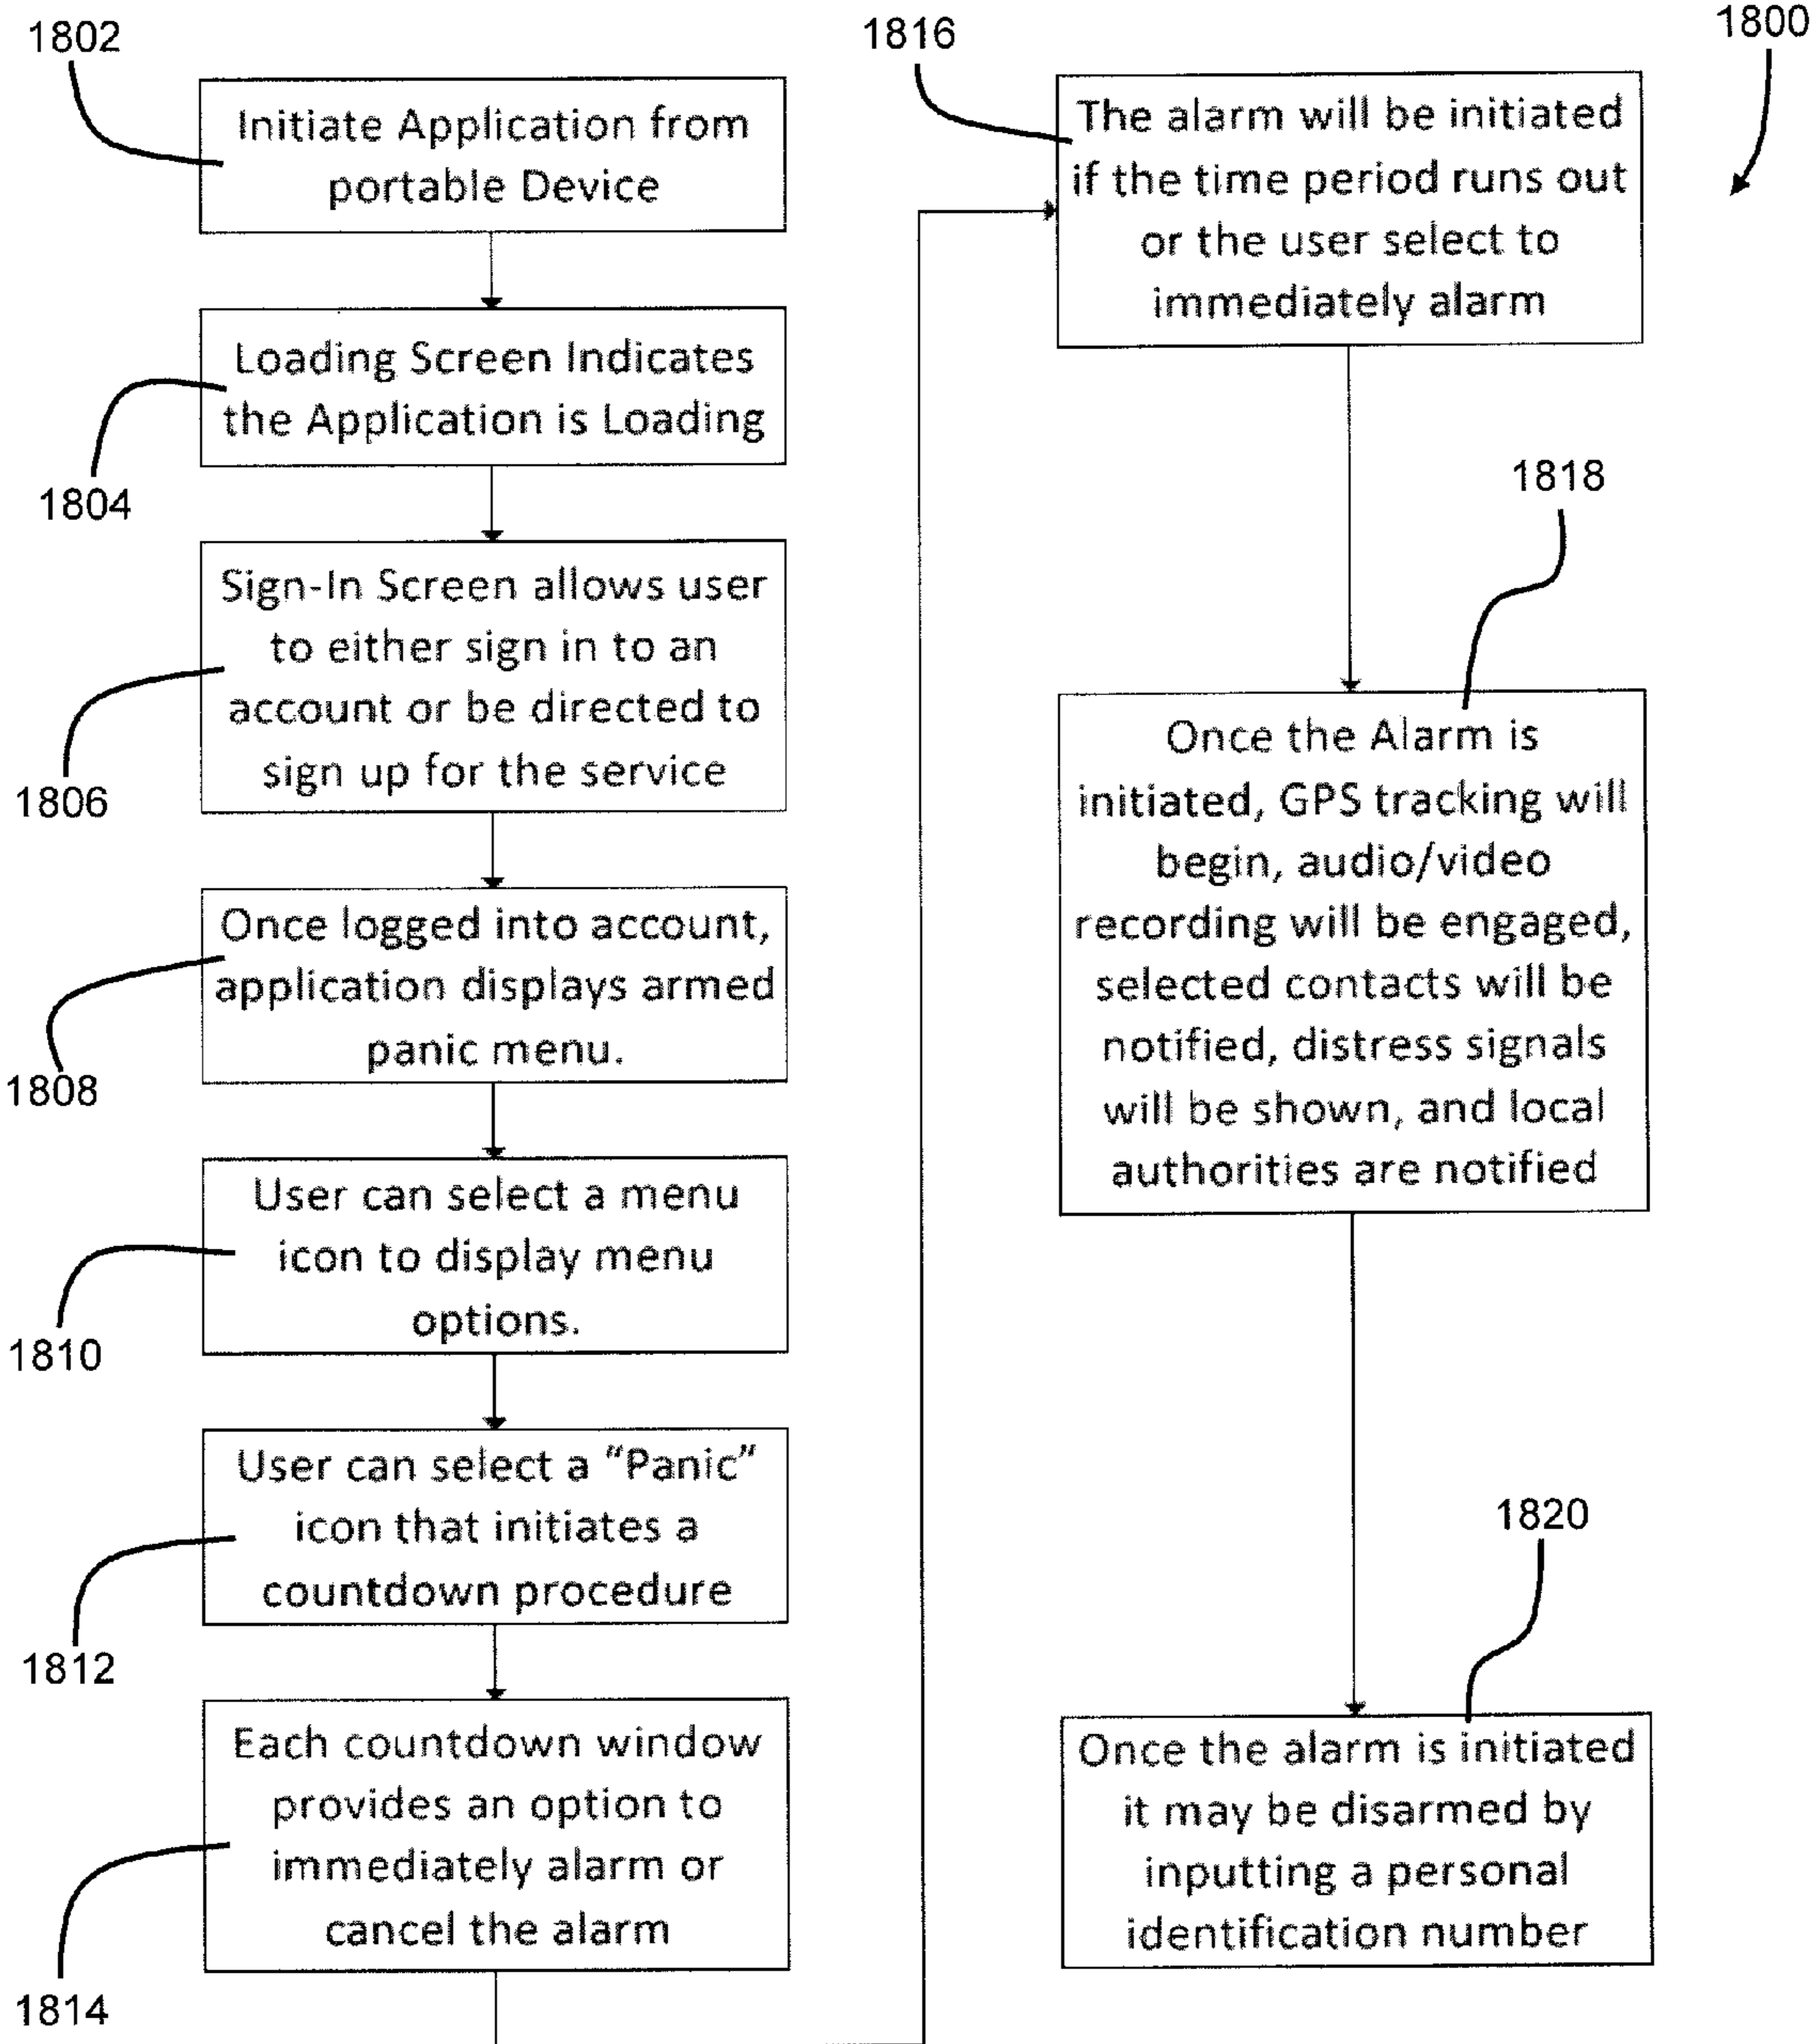 1802
Initiate Application from
portable Device
Loading Screen Indicates
the Application is Loading
1804
Sign-In Screen allows user
to either sign in to an
account or be directed to
sign up for the service
1806
Once logged into account,
application displays armed
panic menu.
1808
User can select a menu
icon to display menu
options.
1810
User can select a “Panic”
icon that initiates a
countdown procedure
1812
Each countdown window
provides an option to
immediately alarm or
cancel the alarm
1814
1816
1800
The alarm will be initiated
if the time period runs out
or the user select to
immediately alarm
1818
Once the Alarm is
initiated, GPS tracking will
begin, audio/video
recording will be engaged,
selected contacts will be
notified, distress signals
will be shown, and local
authorities are notified
1820
Once the alarm is initiated
it may be disarmed by
inputting a personal
identification number